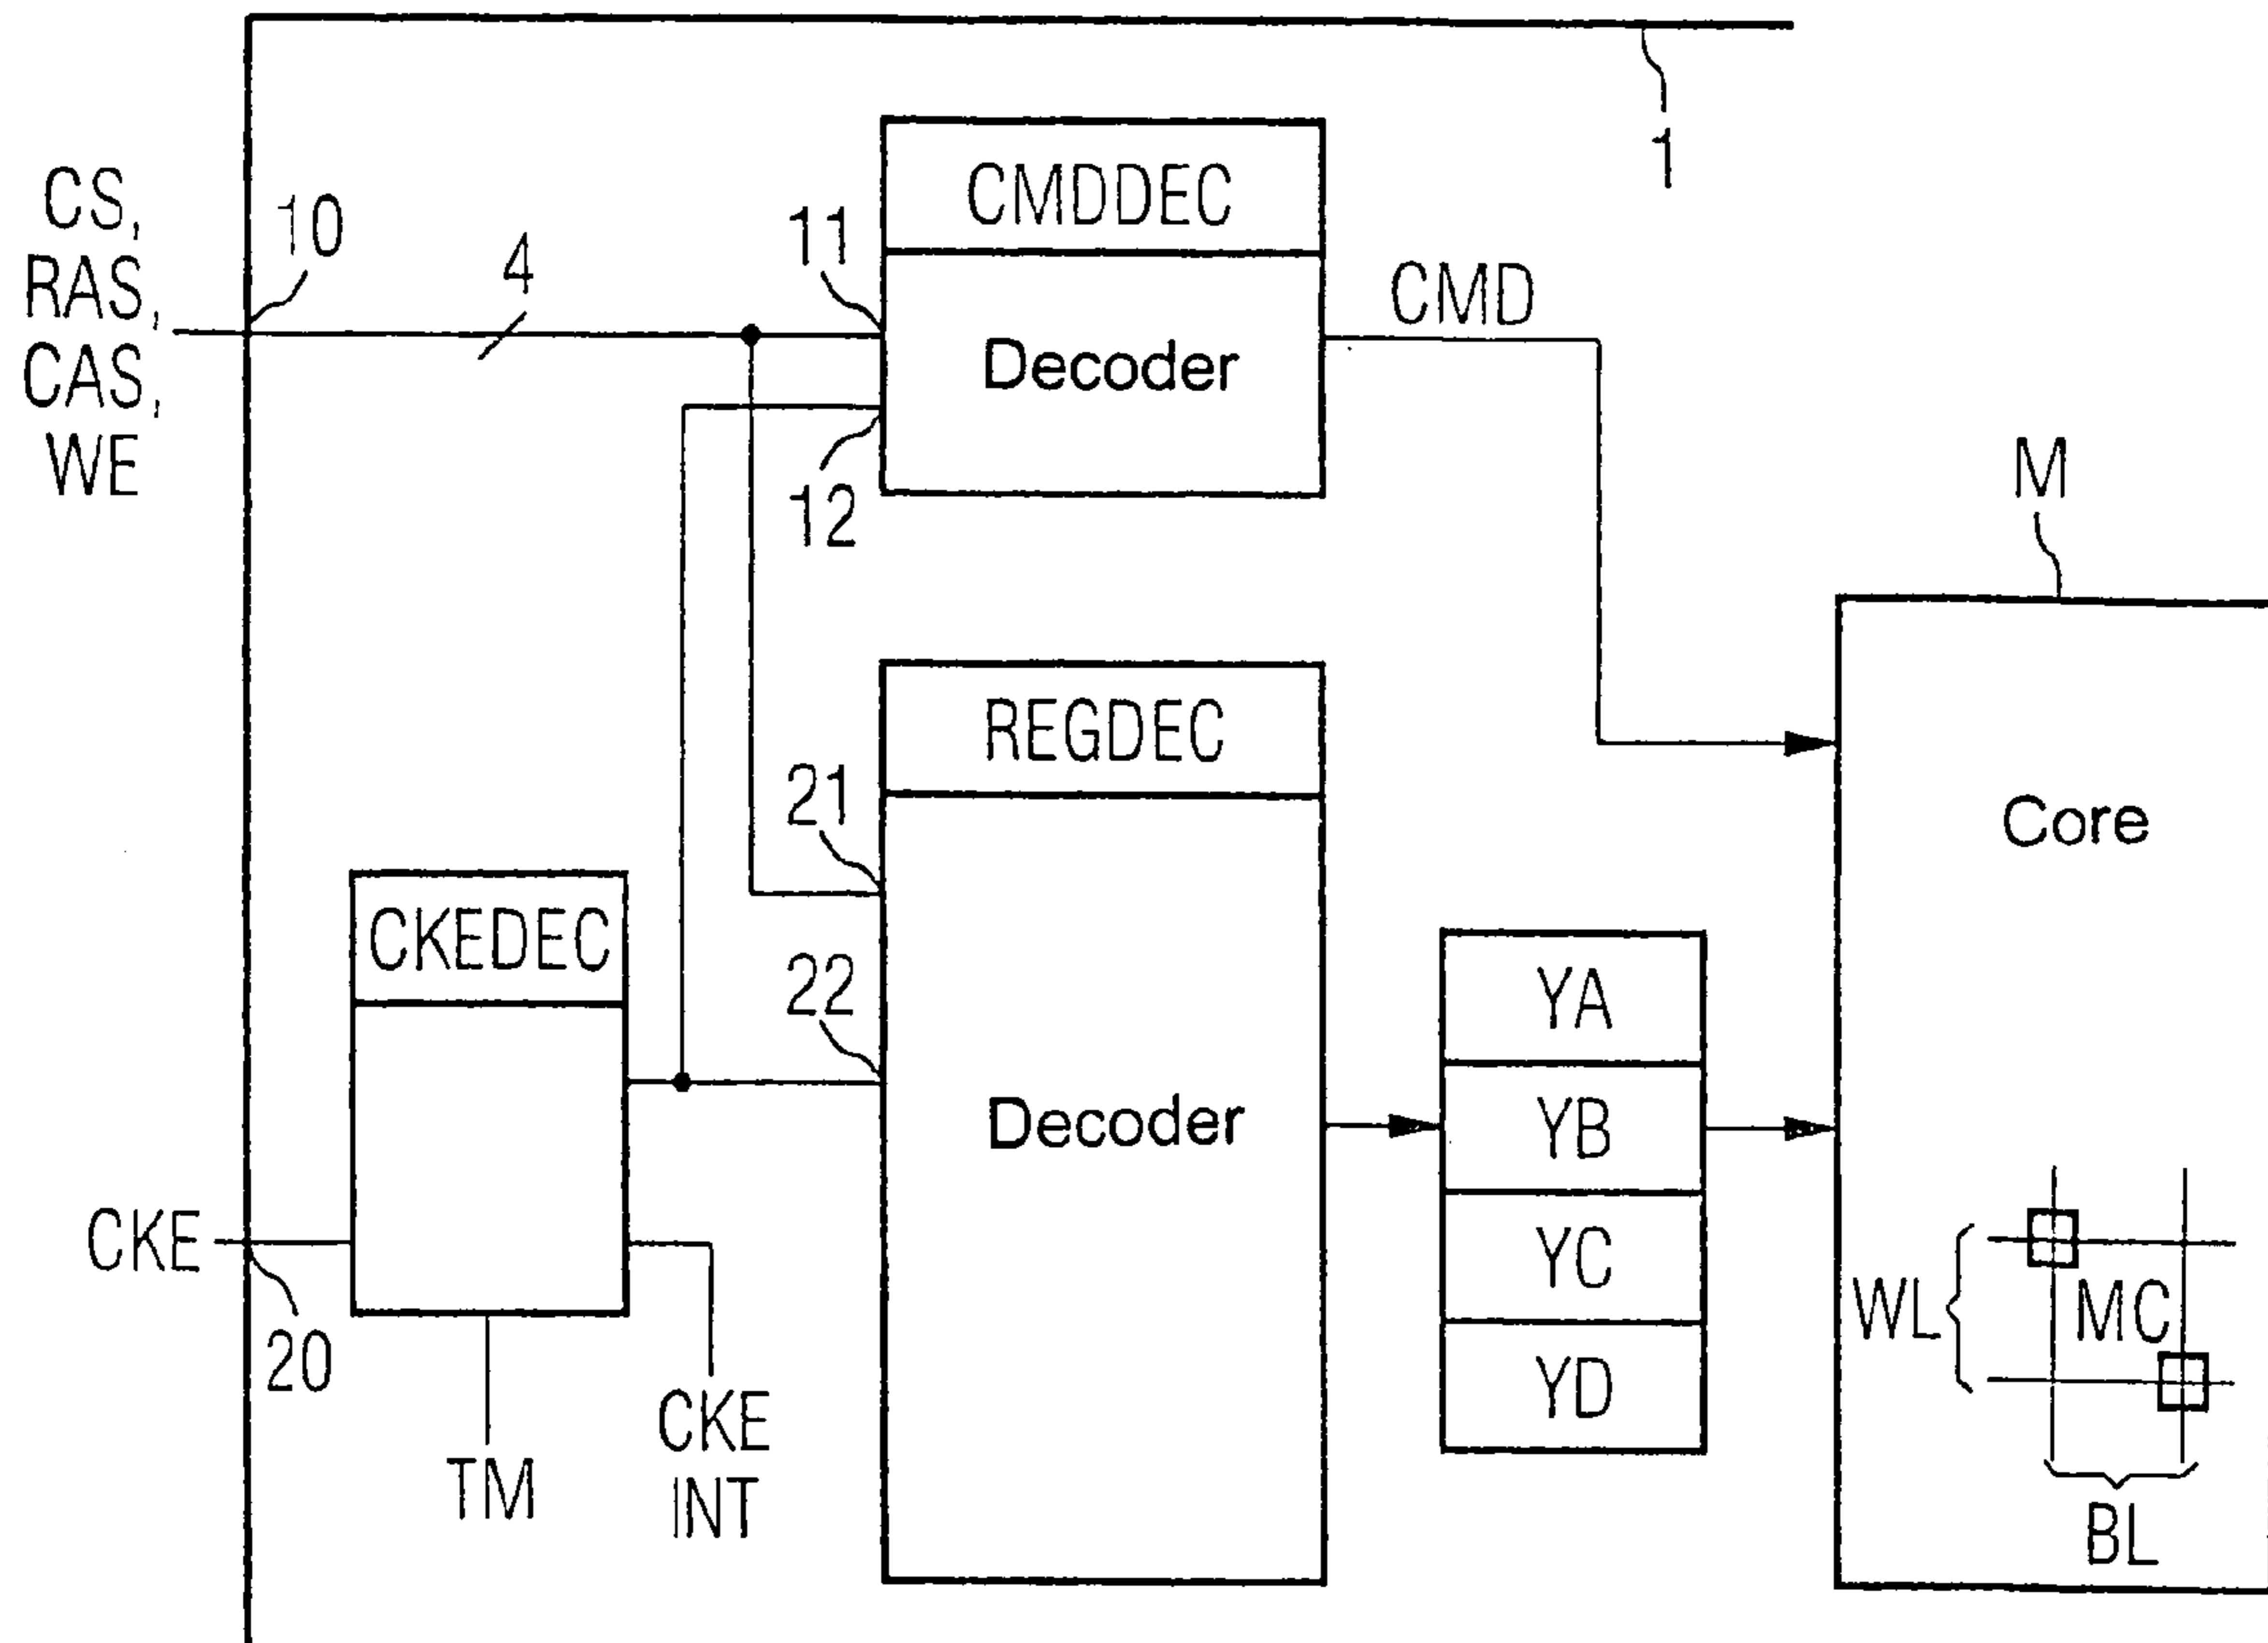 1
CS,
RAS,
CAS,
WE
10
4
11
12
CMDDEC
Decoder
CMD
M
Core
REGDEC
21
22
Decoder
CKEDEC
CKE
20
TM
CKE
INT
YA
YB
YC
YD
WL
MC
BL